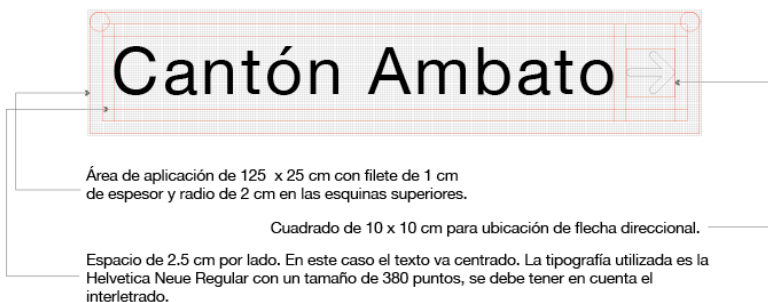 Cantón Ambato
Área de aplicación de 125 x 25 cm con filete de 1 cm
de espesor y radio de 2 cm en las esquinas superiores.
Cuadrado de 10 x 10 cm para ubicación de flecha direccional.
Espacio de 2.5 cm por lado. En este caso el texto va centrado. La tipografía utilizada es la
Helvetica Neue Regular con un tamaño de 380 puntos, se debe tener en cuenta el
interletrado.